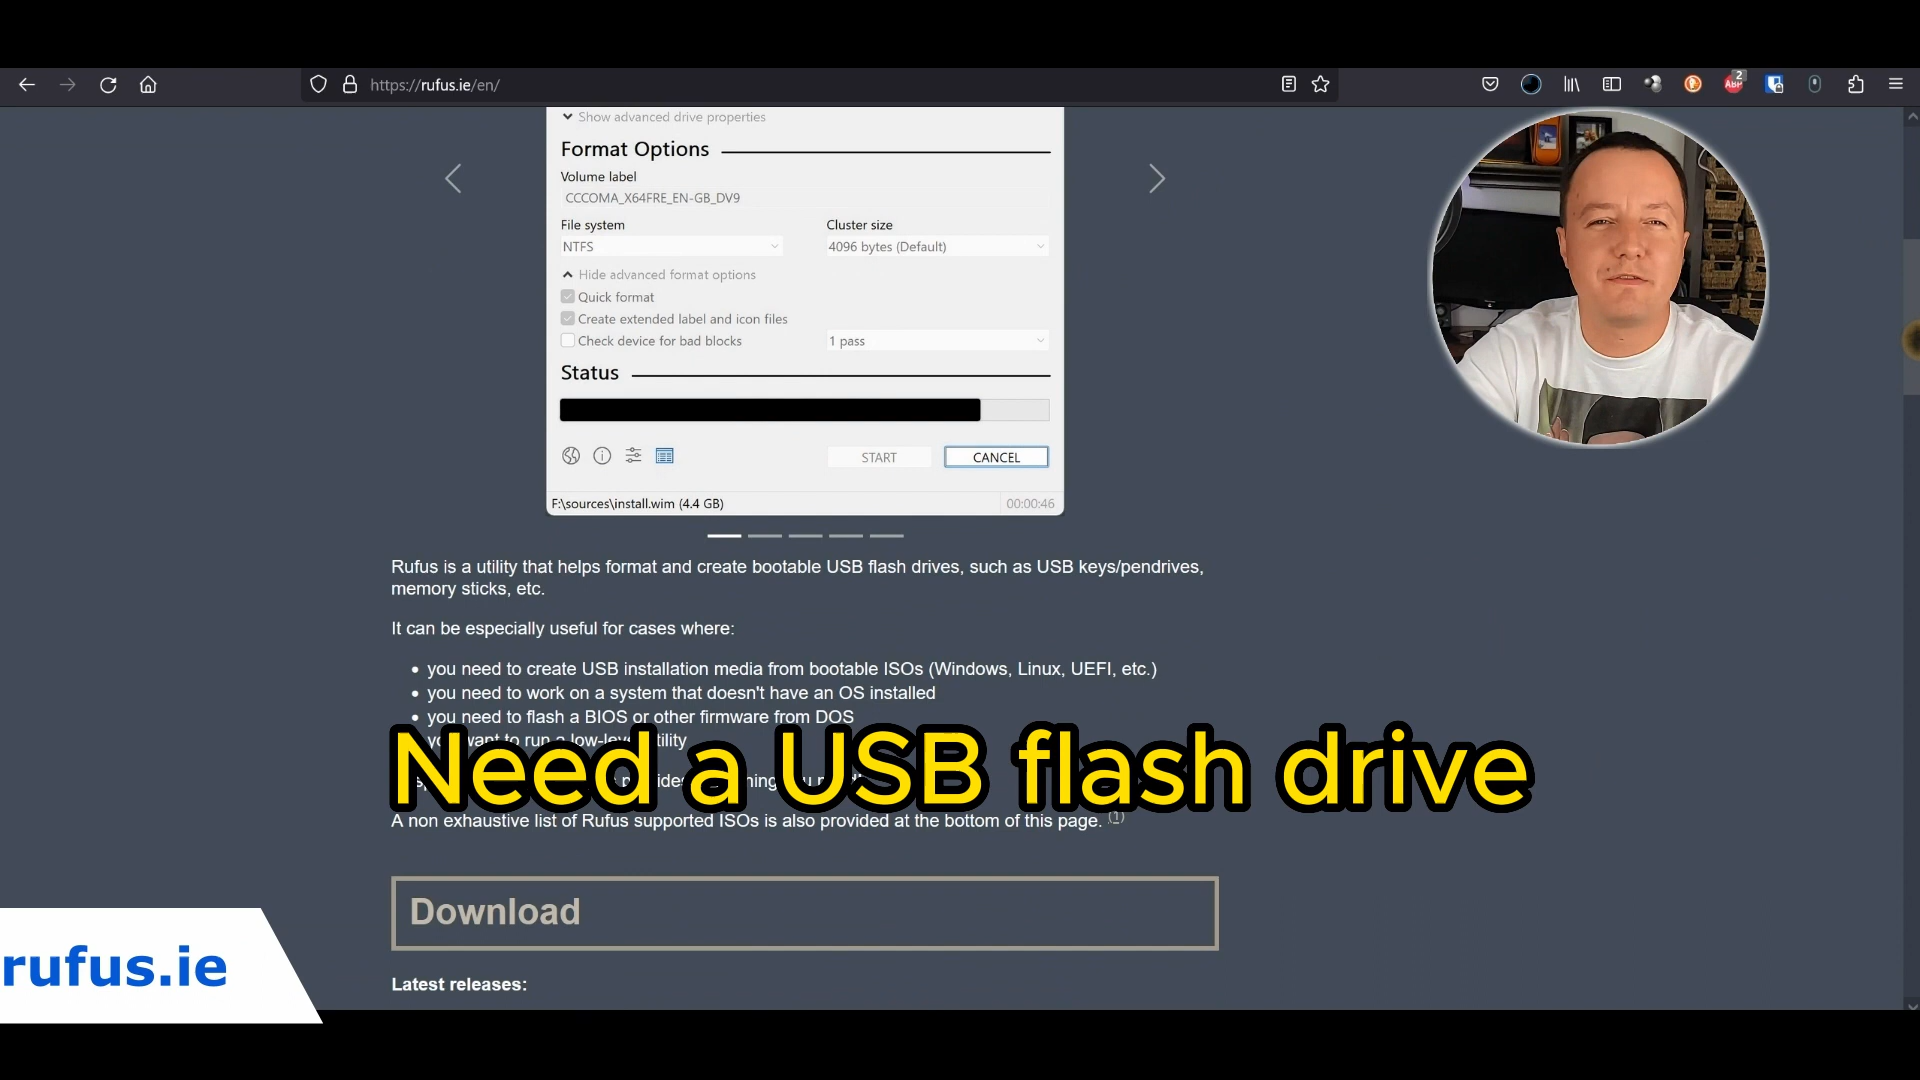 https://rufus.ie/en/
2
ABP
Show advanced drive properties
Format Options
Volume label
CCCOMA_X64FRE_EN-GB_DV9
File system
Cluster size
NTFS
4096 bytes (Default)
Hide advanced format options
Quick format
Create extended label and icon files
Check device for bad blocks
1 pass
Status
START
CANCEL
F:\sources\install.wim (4.4 GB)
00:00:46
Rufus is a utility that helps format and create bootable USB flash drives, such as USB keys/pendrives,
memory sticks, etc.
It can be especially useful for cases where:
you need to create USB installation media from bootable ISOs (Windows, Linux, UEFI, etc.)
you need to work on a system that doesn't have an OS installed
you need to flash a BIOS or other firmware from DOS
want to run a
Need a USB flash drive
A non exhaustive list of Rufus supported ISOs is also provided at the bottom of this page. (1)
Download
rufus.ie
Latest releases: